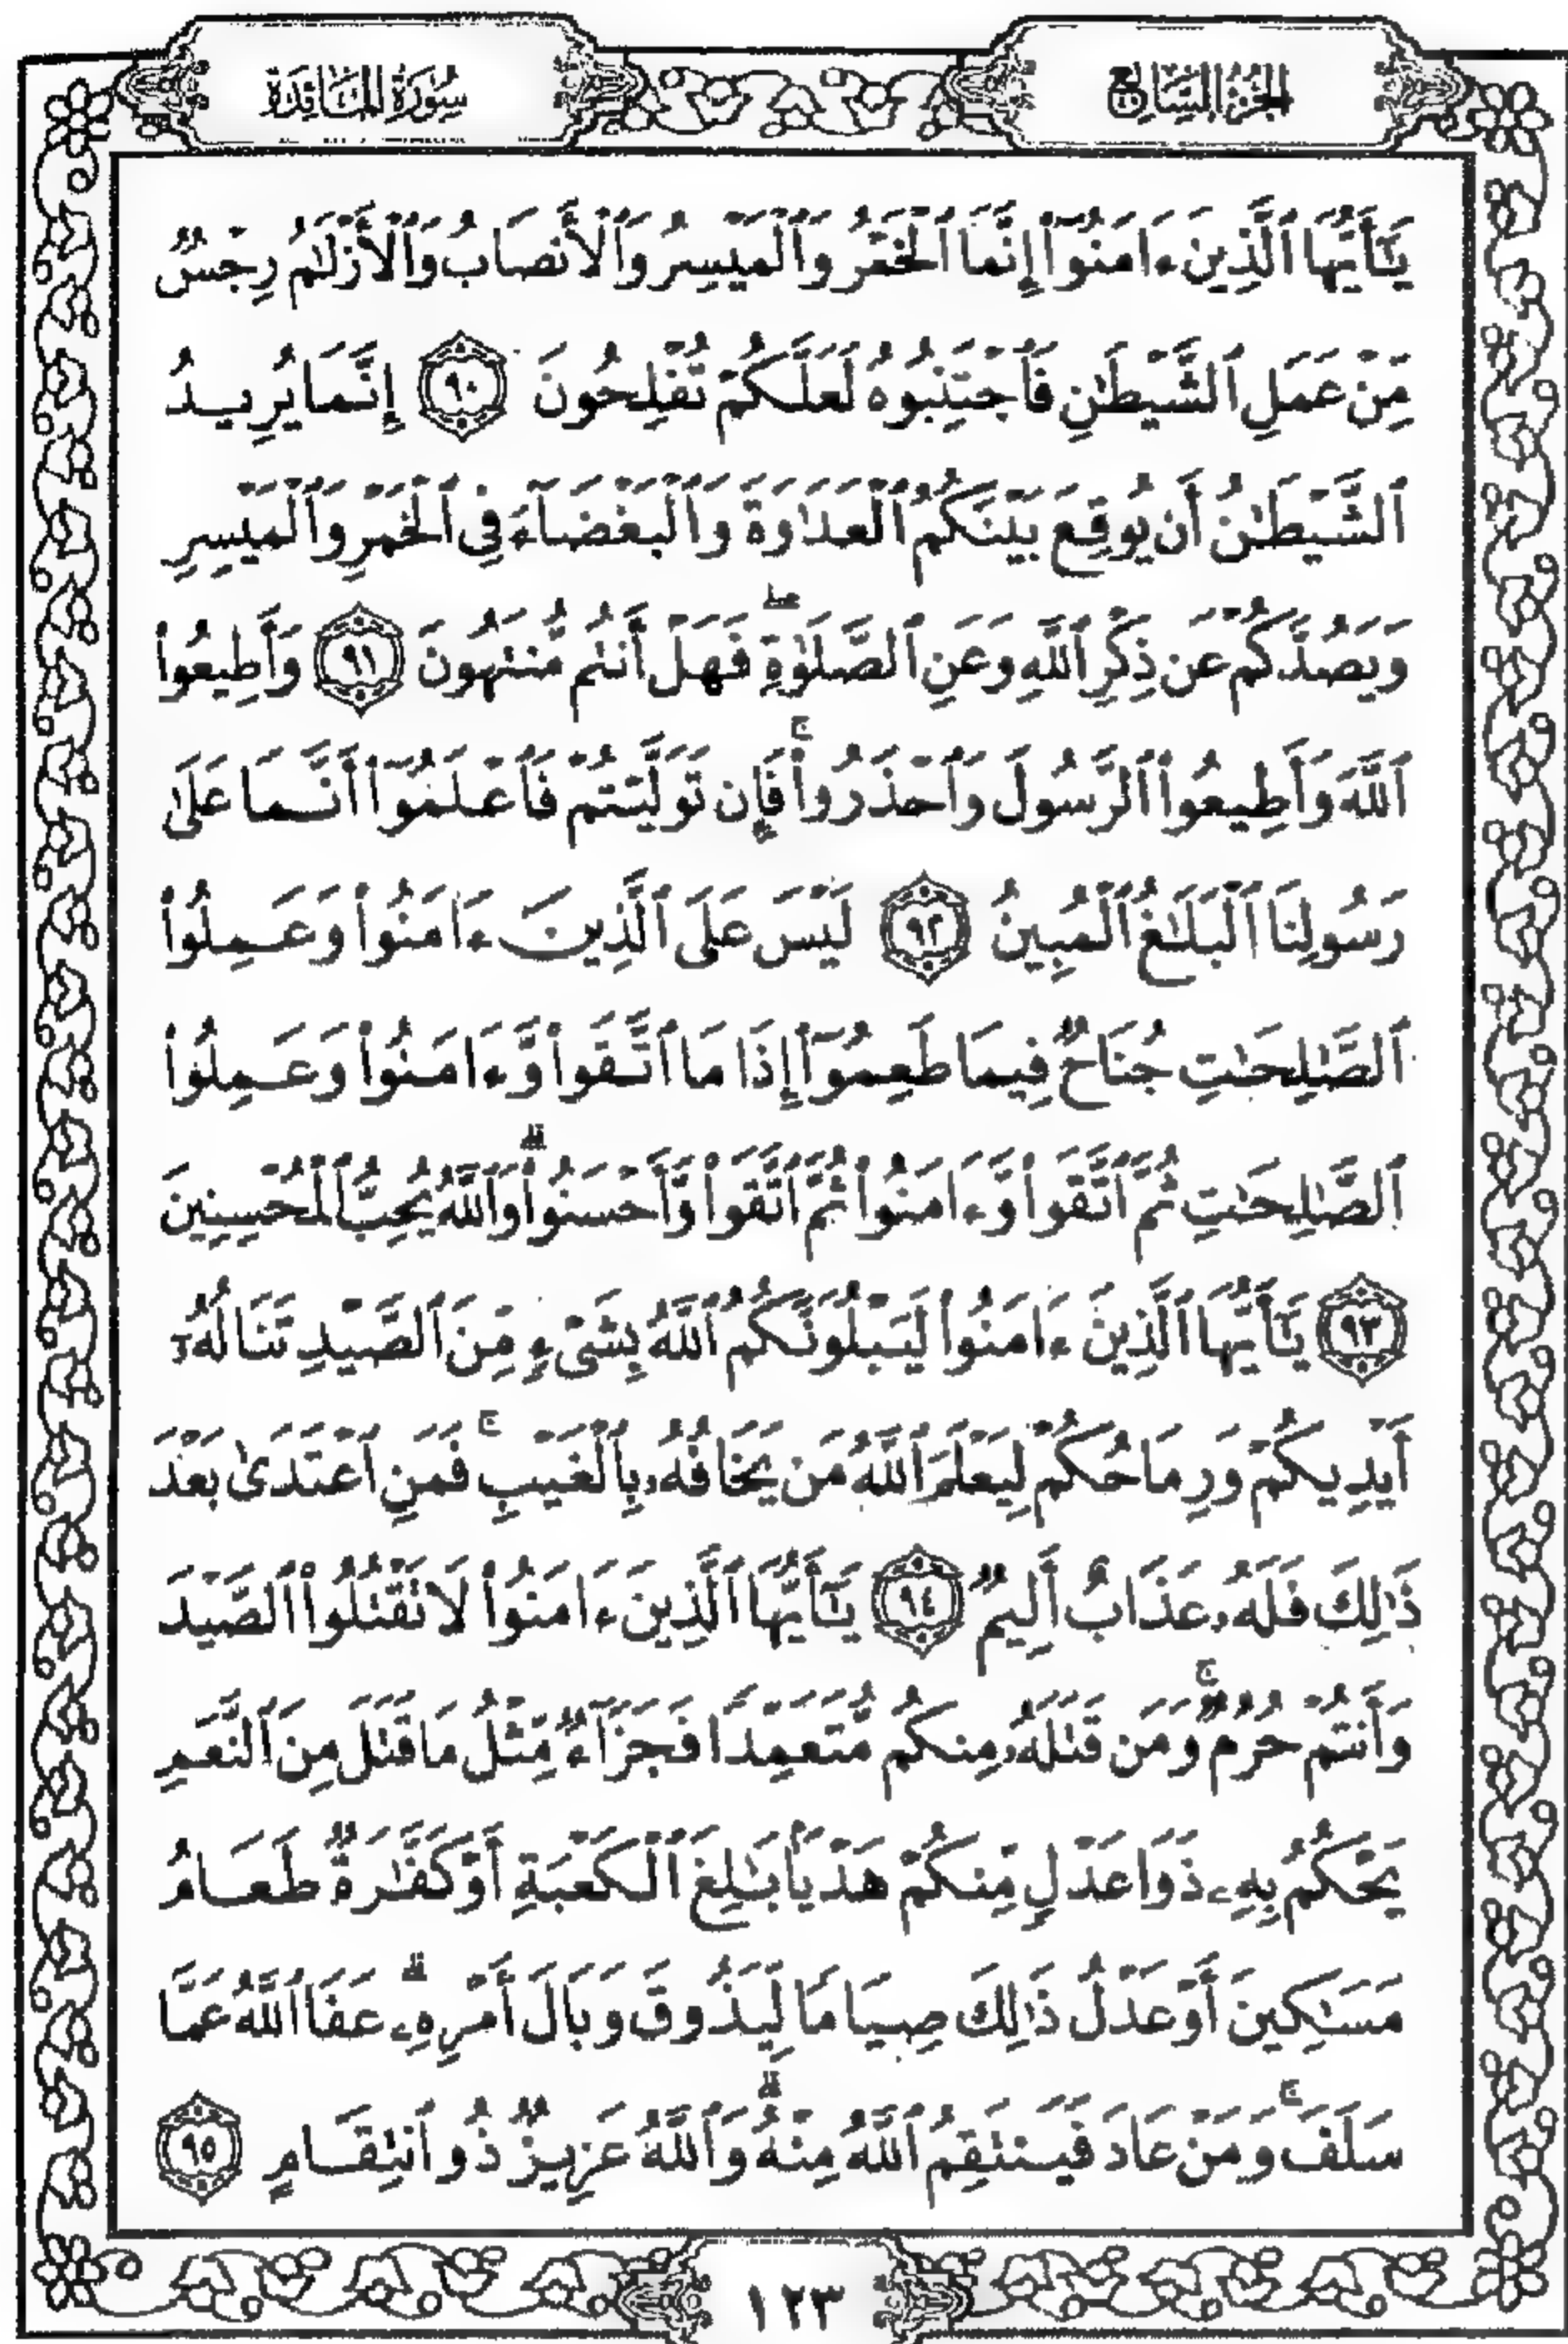 الجزء السابع
سورة المائدة
يَٰٓأَيُّهَا ٱلَّذِينَ ءَامَنُوٓا۟ إِنَّمَا ٱلْخَمْرُ وَٱلْمَيْسِرُ وَٱلْأَنصَابُ وَٱلْأَزْلَٰمُ رِجْسٌ
مِّنْ عَمَلِ ٱلشَّيْطَٰنِ فَٱجْتَنِبُوهُ لَعَلَّكُمْ تُفْلِحُونَ ٩٠ إِنَّمَا يُرِيدُ
ٱلشَّيْطَٰنُ أَن يُوقِعَ بَيْنَكُمُ ٱلْعَدَٰوَةَ وَٱلْبَغْضَآءَ فِى ٱلْخَمْرِ وَٱلْمَيْسِرِ
وَيَصُدَّكُمْ عَن ذِكْرِ ٱللَّهِ وَعَنِ ٱلصَّلَوٰةِ ۖ فَهَلْ أَنتُم مُّنتَهُونَ ٩١ وَأَطِيعُوا۟
ٱللَّهَ وَأَطِيعُوا۟ ٱلرَّسُولَ وَٱحْذَرُوا۟ ۚ فَإِن تَوَلَّيْتُمْ فَٱعْلَمُوٓا۟ أَنَّمَا عَلَىٰ
رَسُولِنَا ٱلْبَلَٰغُ ٱلْمُبِينُ ٩٢ لَيْسَ عَلَى ٱلَّذِينَ ءَامَنُوا۟ وَعَمِلُوا۟
ٱلصَّٰلِحَٰتِ جُنَاحٌ فِيمَا طَعِمُوٓا۟ إِذَا مَا ٱتَّقَوا۟ وَّءَامَنُوا۟ وَعَمِلُوا۟
ٱلصَّٰلِحَٰتِ ثُمَّ ٱتَّقَوا۟ وَّءَامَنُوا۟ ثُمَّ ٱتَّقَوا۟ وَّأَحْسَنُوا۟ ۗ وَٱللَّهُ يُحِبُّ ٱلْمُحْسِنِينَ
٩٣ يَٰٓأَيُّهَا ٱلَّذِينَ ءَامَنُوا۟ لَيَبْلُوَنَّكُمُ ٱللَّهُ بِشَىْءٍ مِّنَ ٱلصَّيْدِ تَنَالُهُۥٓ
أَيْدِيكُمْ وَرِمَاحُكُمْ لِيَعْلَمَ ٱللَّهُ مَن يَخَافُهُۥ بِٱلْغَيْبِ ۚ فَمَنِ ٱعْتَدَىٰ بَعْدَ
ذَٰلِكَ فَلَهُۥ عَذَابٌ أَلِيمٌ ٩٤ يَٰٓأَيُّهَا ٱلَّذِينَ ءَامَنُوا۟ لَا تَقْتُلُوا۟ ٱلصَّيْدَ
وَأَنتُمْ حُرُمٌ ۚ وَمَن قَتَلَهُۥ مِنكُم مُّتَعَمِّدًا فَجَزَآءٌ مِّثْلُ مَا قَتَلَ مِنَ ٱلنَّعَمِ
يَحْكُمُ بِهِۦ ذَوَا عَدْلٍ مِّنكُمْ هَدْيًۢا بَٰلِغَ ٱلْكَعْبَةِ أَوْ كَفَّٰرَةٌ طَعَامُ
مَسَٰكِينَ أَوْ عَدْلُ ذَٰلِكَ صِيَامًا لِّيَذُوقَ وَبَالَ أَمْرِهِۦ ۗ عَفَا ٱللَّهُ عَمَّا
سَلَفَ ۚ وَمَنْ عَادَ فَيَنتَقِمُ ٱللَّهُ مِنْهُ ۗ وَٱللَّهُ عَزِيزٌ ذُو ٱنتِقَامٍ ٩٥
١٢٣